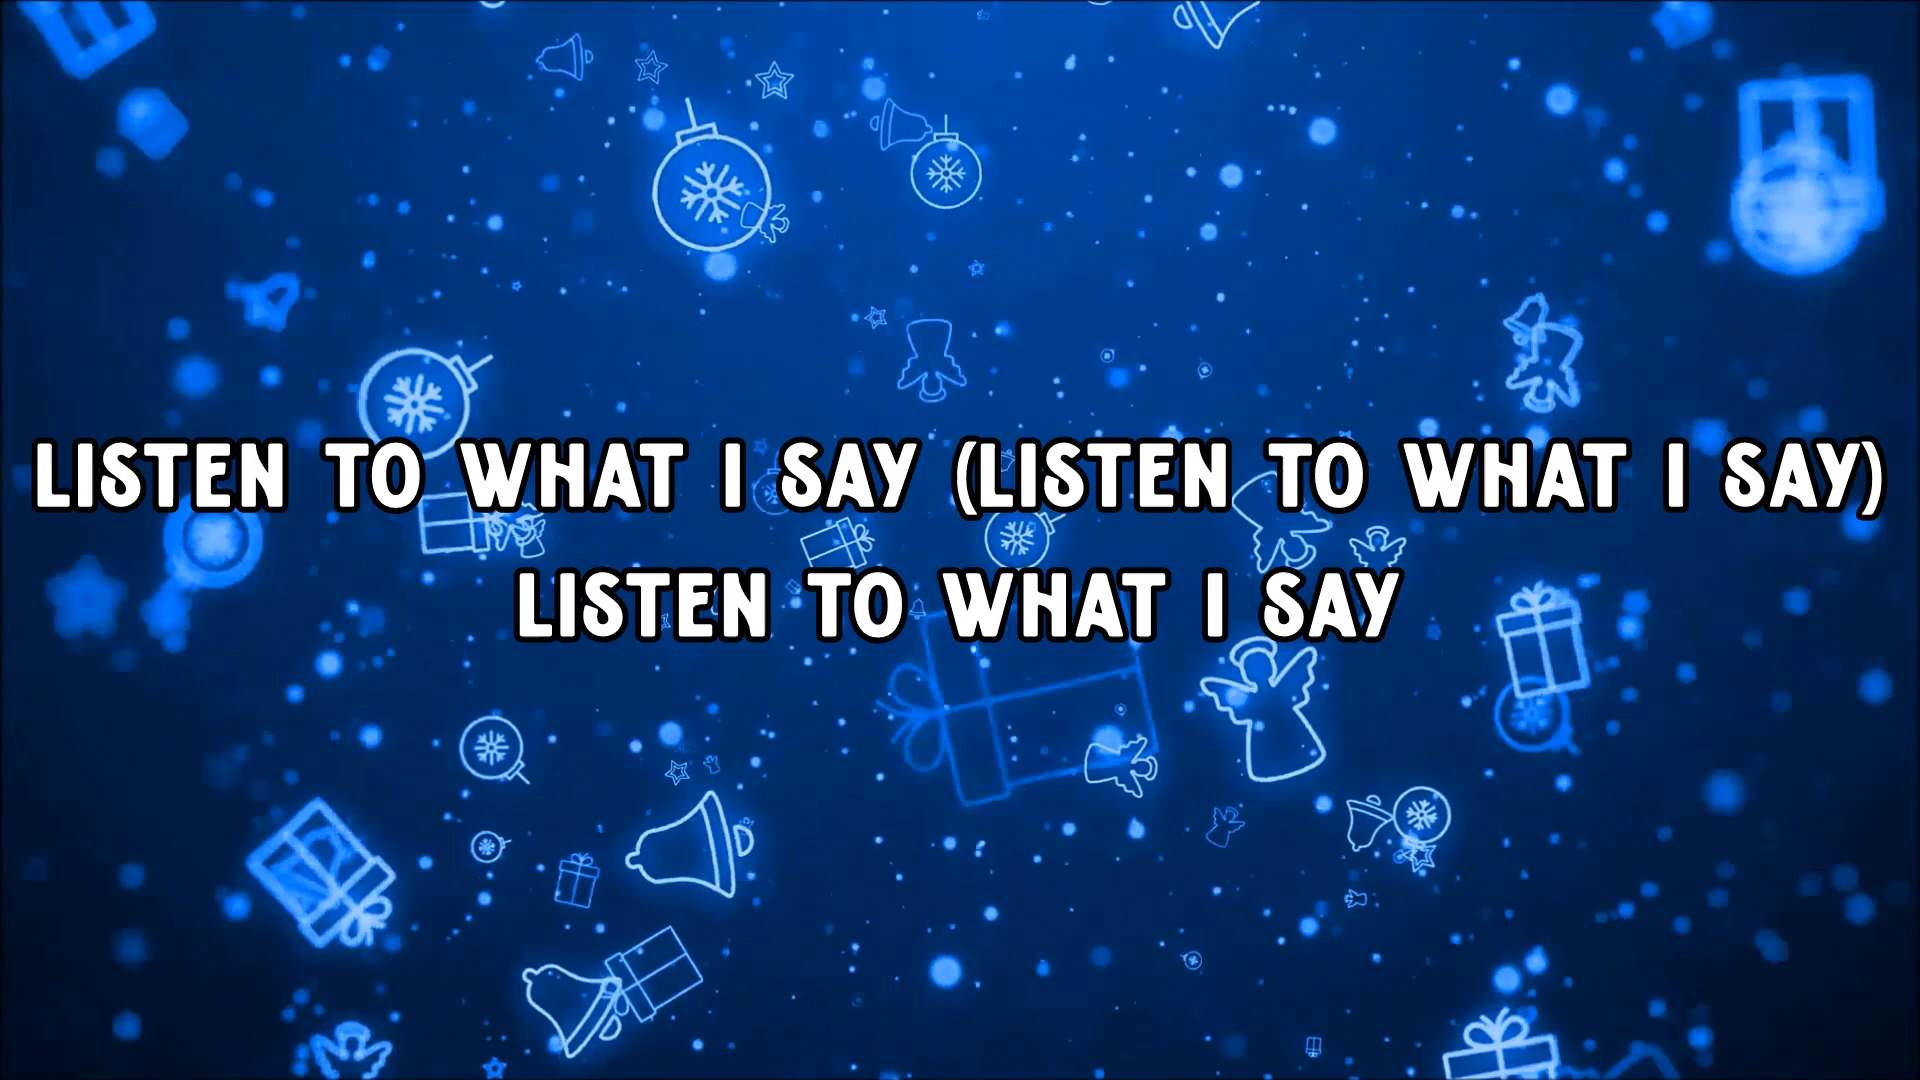 LISTEN TO WHAT I SAY (LISTEN TO WHAT I SAY)
LISTEN TO WHAT I SAY